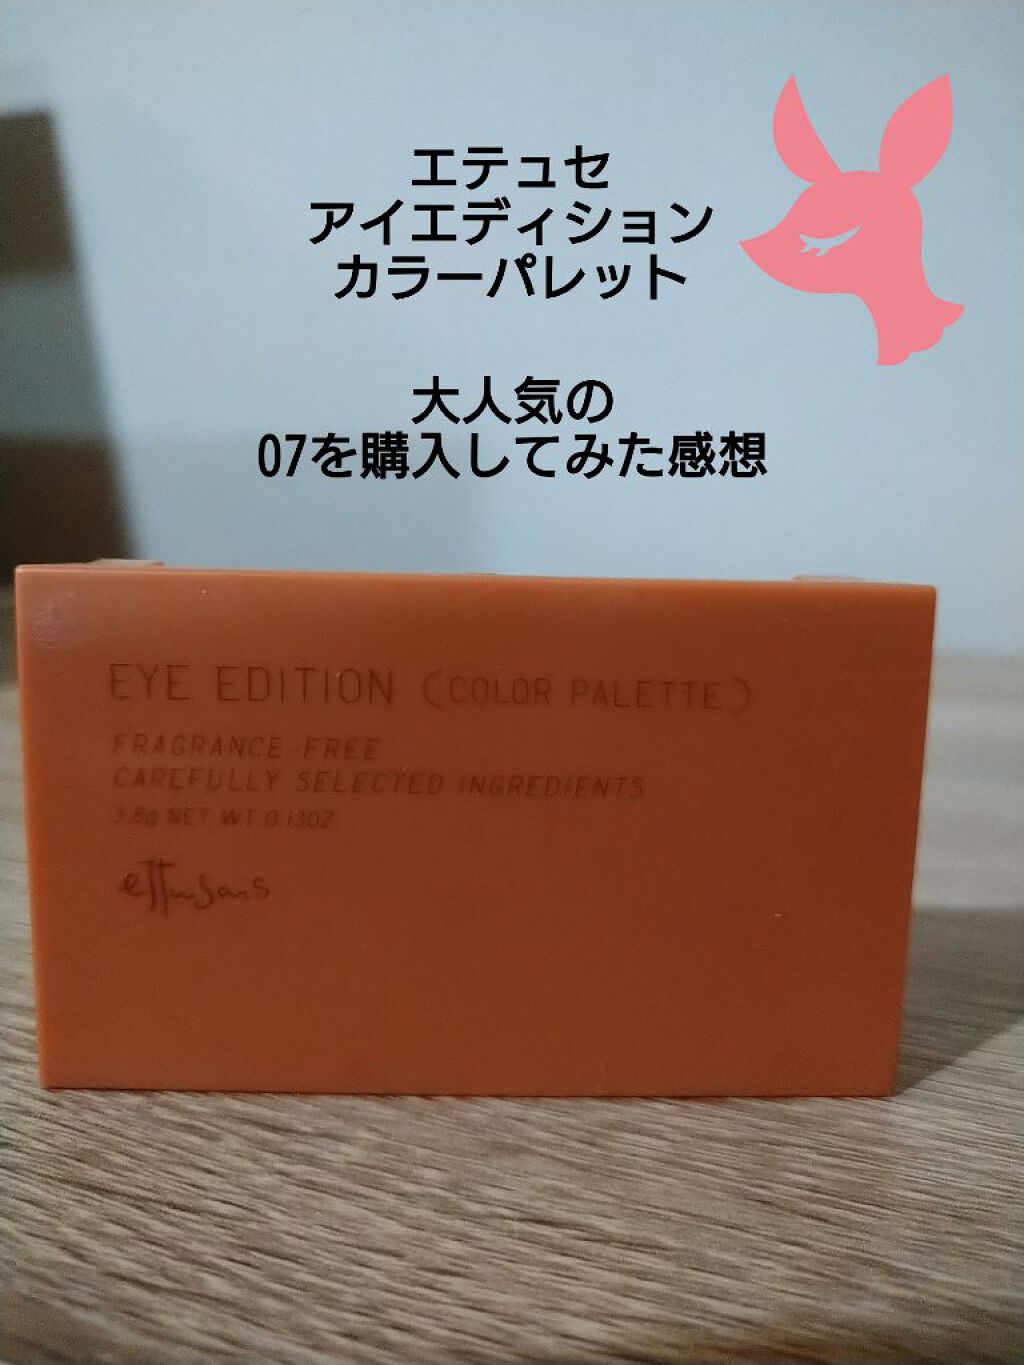 エテュセ
アイエディション
カラーパレット
大人気の
07を購入してみた感想
EYE EDITION (COLOR PALETTE)
FRAGRANCE-FREE
CAREFULLY SELECTED INGREDIENTS
3.8g NET WT.0.13OZ
ettusais